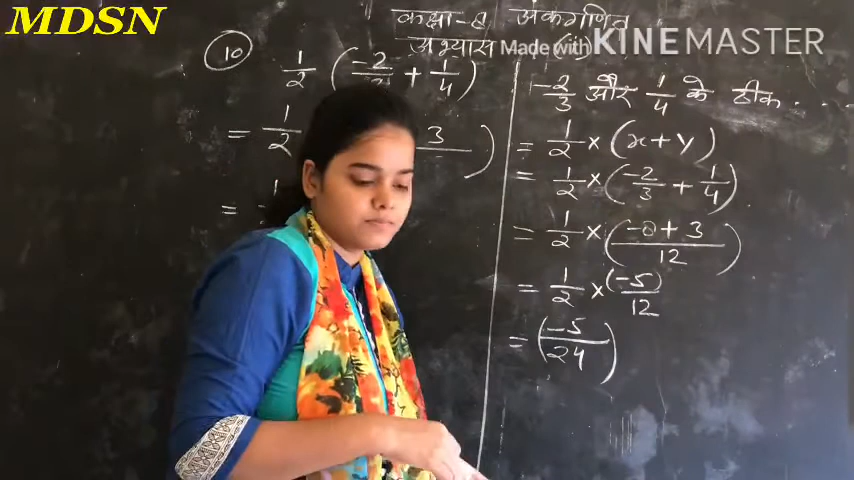 MDSN
कक्षा-8 अंकगणित
अभ्यास (ii)
Made with KINEMASTER
10
1/2 (-2/ + 1/4)
= 1/2 3 )
=
-2/3 और 1/4 के ठीक . . .
= 1/2 × (x + y)
= 1/2 × (-2/3 + 1/4)
= 1/2 × (-8 + 3 / 12)
= 1/2 × (-5/12)
= (-5/24)